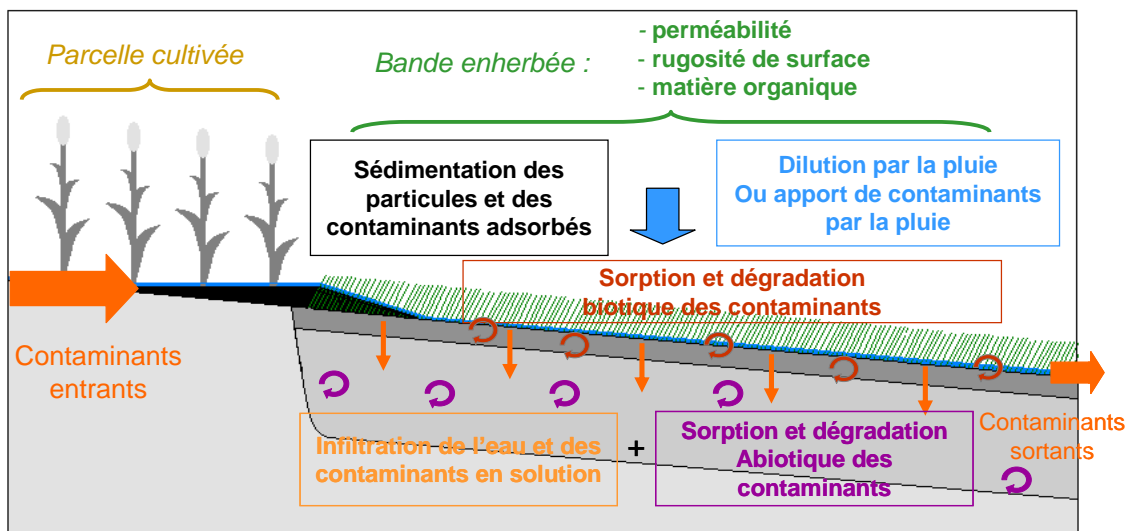 Parcelle cultivée
Bande enherbée :
- perméabilité
- rugosité de surface
- matière organique
Sédimentation des
particules et des
contaminants adsorbés
Dilution par la pluie
Ou apport de contaminants
par la pluie
Sorption et dégradation
biotique des contaminants
Contaminants
entrants
Infiltration de l'eau et des
contaminants en solution
+
Sorption et dégradation
Abiotique des
contaminants
Contaminants
sortants